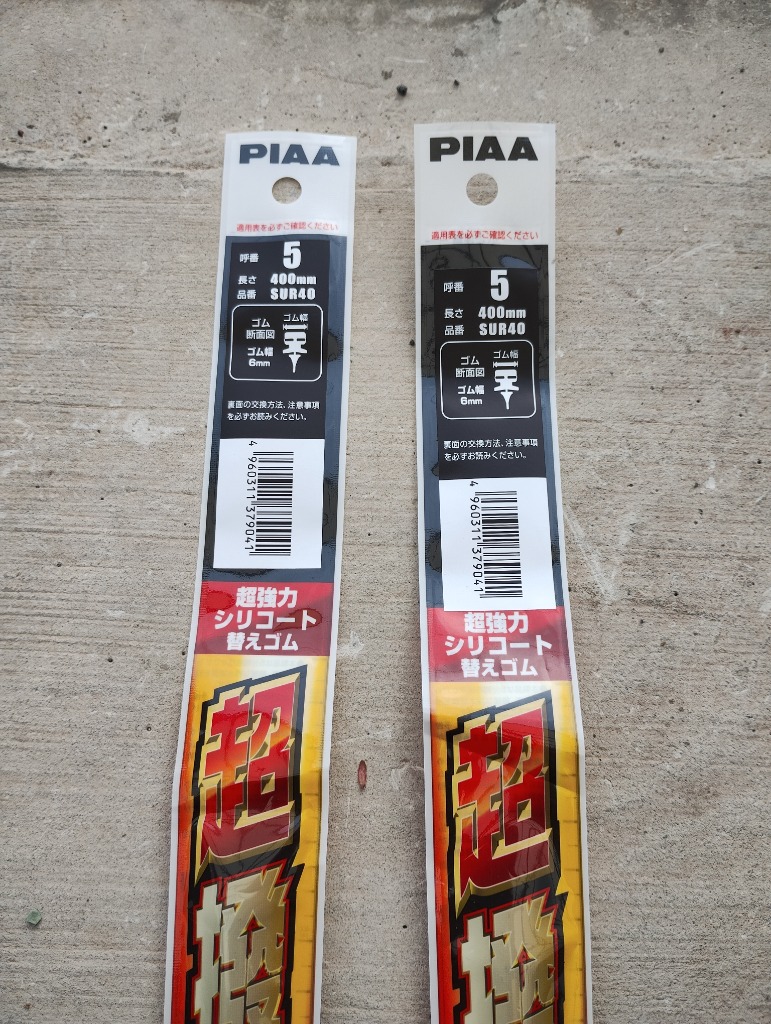 PIAA
適用表を必ずご確認ください
呼番 5
長さ 400mm
品番 SUR40
ゴム
断面図
ゴム幅
ゴム幅
6mm
裏面の交換方法、注意事項
を必ずお読みください。
4 960311 379041
超強力
シリコート
替えゴム
超
撥
PIAA
適用表を必ずご確認ください
呼番 5
長さ 400mm
品番 SUR40
ゴム
断面図
ゴム幅
ゴム幅
6mm
裏面の交換方法、注意事項
を必ずお読みください。
4 960311 379041
超強力
シリコート
替えゴム
超
撥